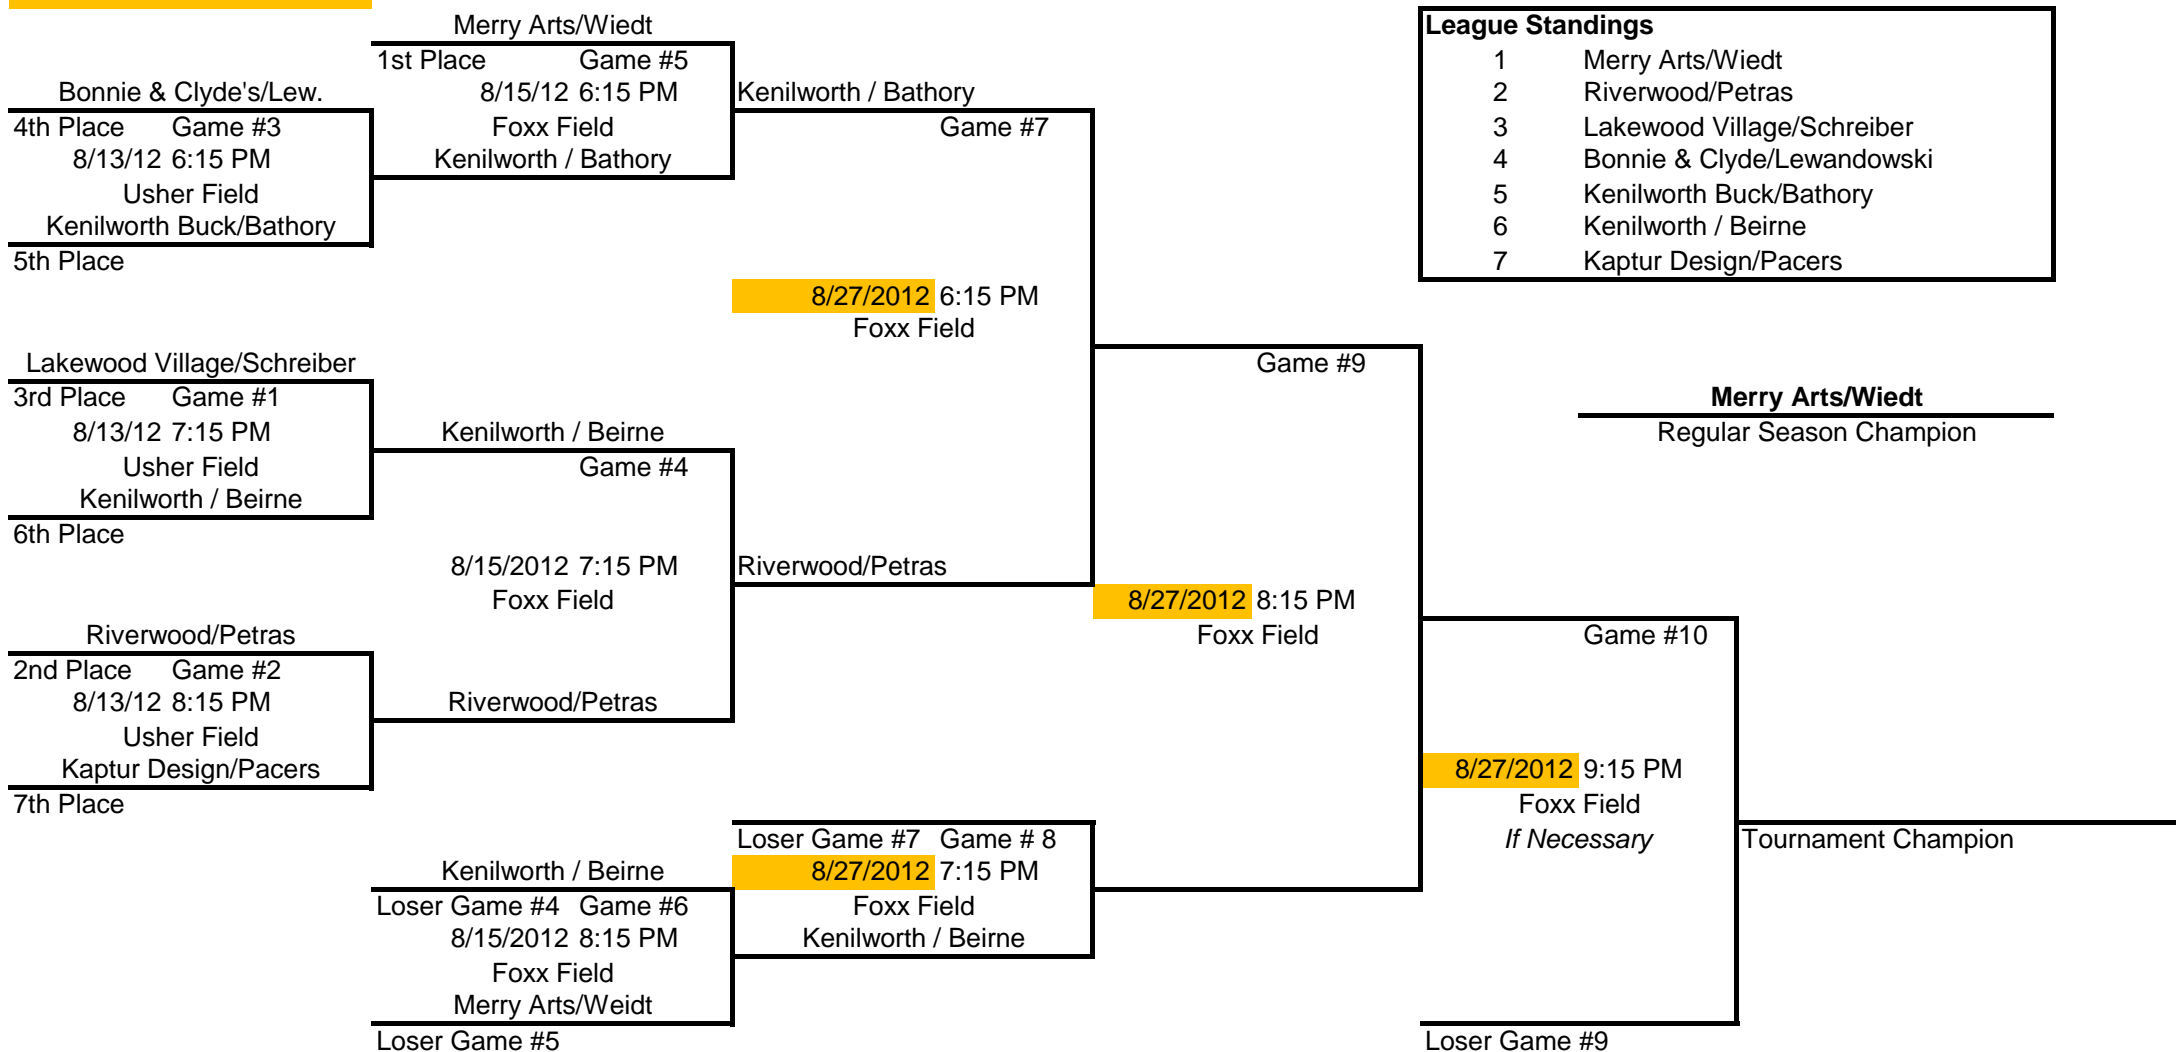 Merry Arts/Wiedt
1st Place Game #5
8/15/12 6:15 PM
Foxx Field
Kenilworth / Bathory
Bonnie & Clyde's/Lew.
4th Place Game #3
8/13/12 6:15 PM
Usher Field
Kenilworth Buck/Bathory
5th Place
Kenilworth / Bathory
Game #7
8/27/2012 6:15 PM
Foxx Field
League Standings
1 Merry Arts/Wiedt
2 Riverwood/Petras
3 Lakewood Village/Schreiber
4 Bonnie & Clyde/Lewandowski
5 Kenilworth Buck/Bathory
6 Kenilworth / Beirne
7 Kaptur Design/Pacers
Lakewood Village/Schreiber
3rd Place Game #1
8/13/12 7:15 PM
Usher Field
Kenilworth / Beirne
6th Place
Kenilworth / Beirne
Game #4
8/15/2012 7:15 PM
Foxx Field
Riverwood/Petras
Game #9
8/27/2012 8:15 PM
Foxx Field
Merry Arts/Wiedt
Regular Season Champion
Riverwood/Petras
2nd Place Game #2
8/13/12 8:15 PM
Usher Field
Kaptur Design/Pacers
7th Place
Riverwood/Petras
Game #10
8/27/2012 9:15 PM
Foxx Field
If Necessary
Tournament Champion
Loser Game #7 Game # 8
8/27/2012 7:15 PM
Foxx Field
Kenilworth / Beirne
Kenilworth / Beirne
Loser Game #4 Game #6
8/15/2012 8:15 PM
Foxx Field
Merry Arts/Weidt
Loser Game #5
Loser Game #9